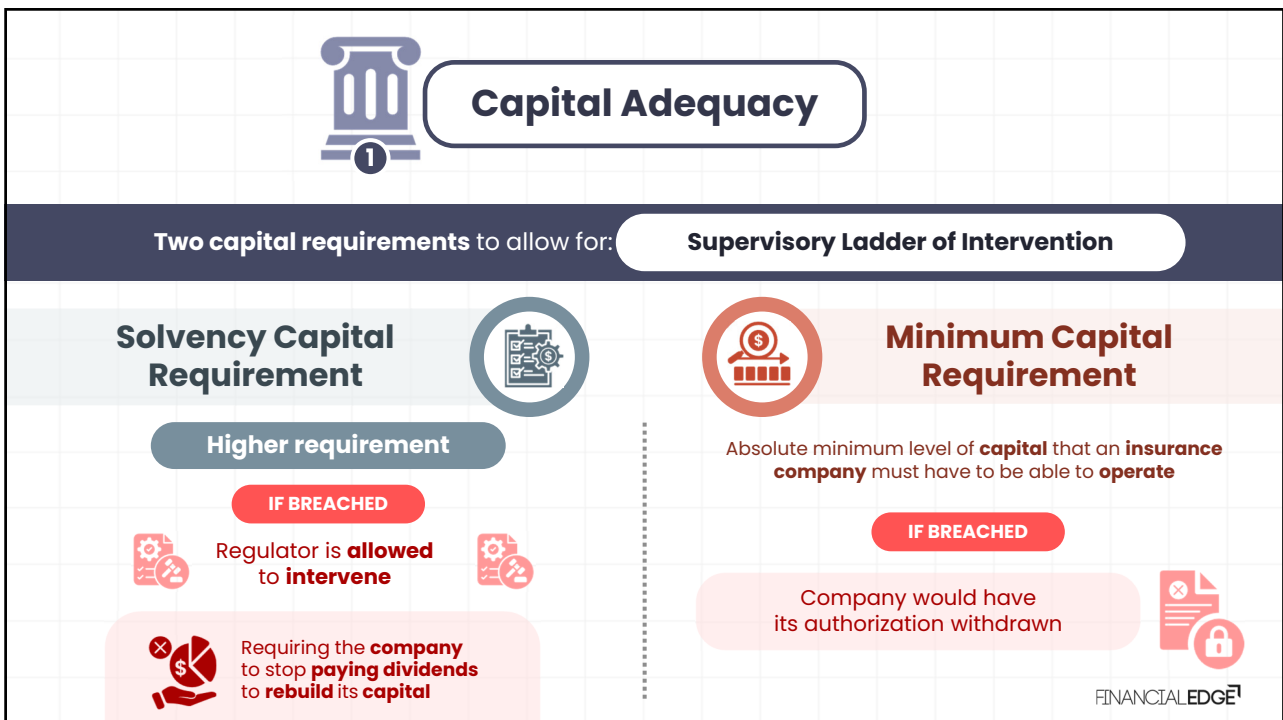 Capital Adequacy
1
Two capital requirements to allow for:
Supervisory Ladder of Intervention
Solvency Capital
Requirement
Higher requirement
IF BREACHED
Regulator is allowed
to intervene
$
Requiring the company
to stop paying dividends
to rebuild its capital
$
Minimum Capital
Requirement
Absolute minimum level of capital that an insurance
company must have to be able to operate
IF BREACHED
Company would have
its authorization withdrawn
FINANCIALEDGE